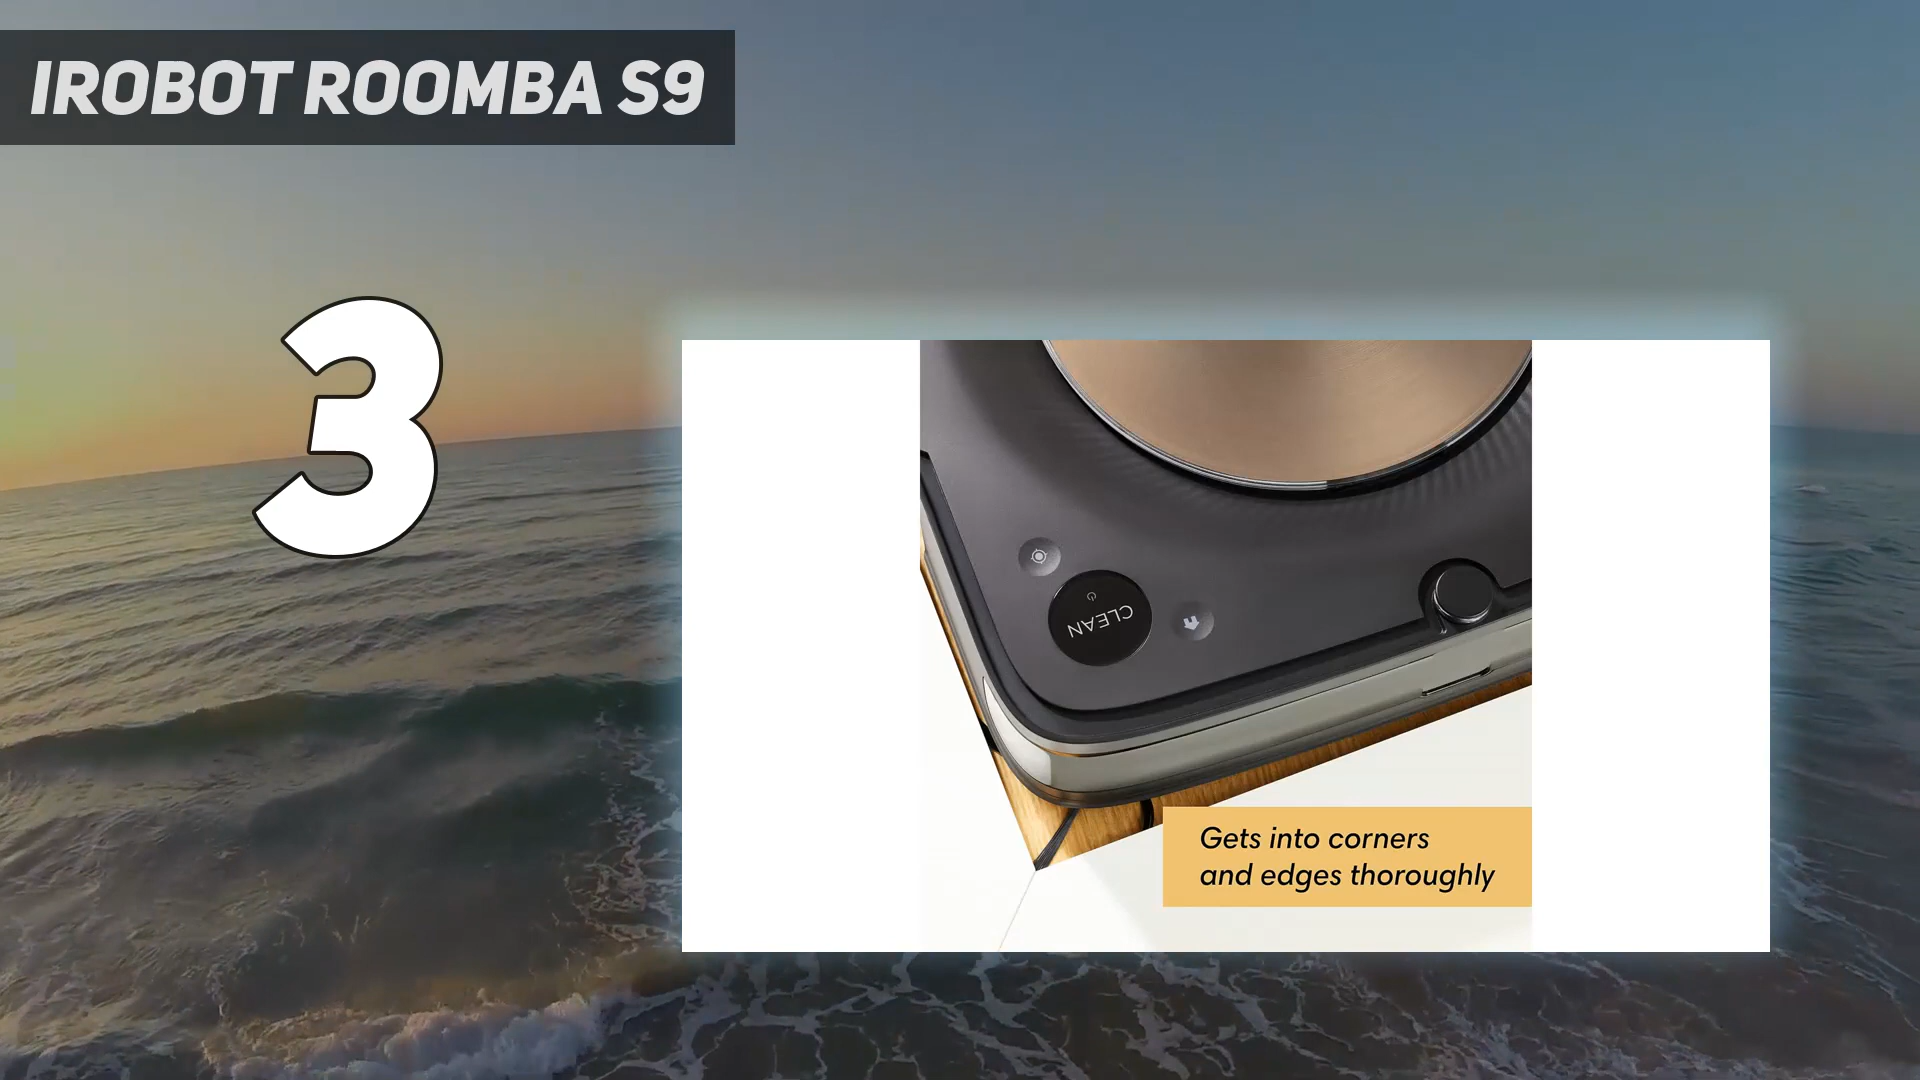 IROBOT ROOMBA S9
3
CLEAN
Gets into corners
and edges thoroughly